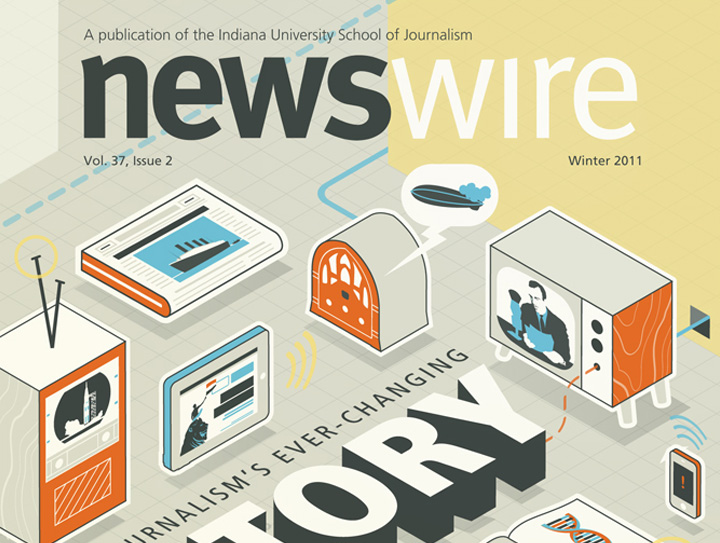 A publication of the Indiana University School of Journalism
newswire
Vol. 37, Issue 2
Winter 2011
URNALISM'S EVER-CHANGING
TORY
!